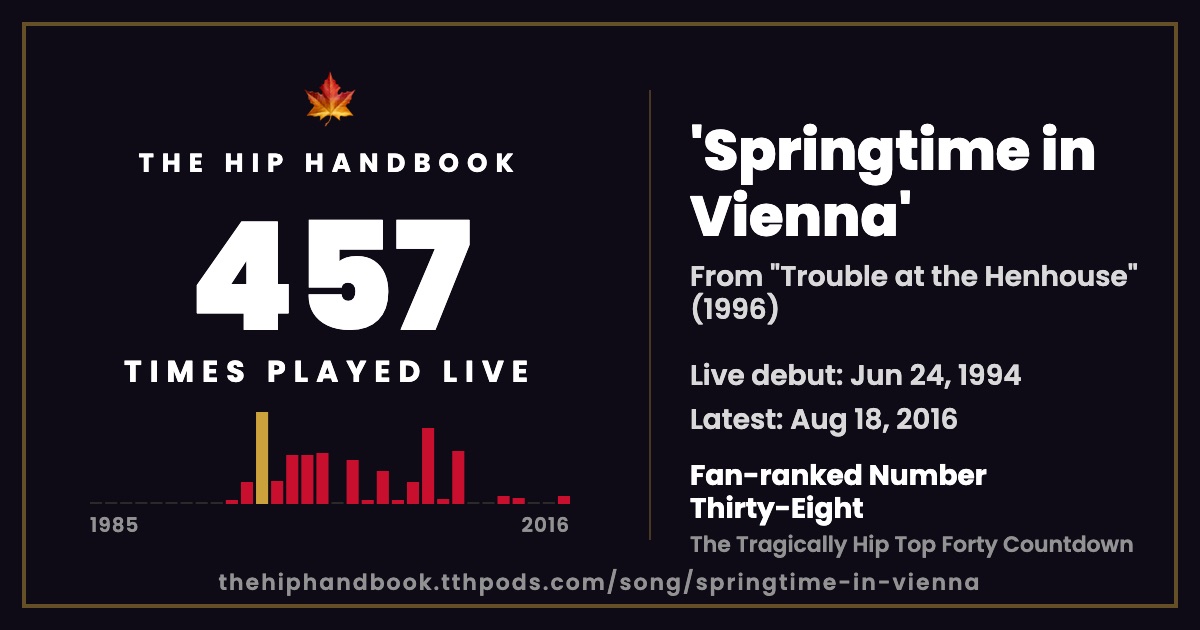 THE HIP HANDBOOK
457
TIMES PLAYED LIVE
1985
2016
'Springtime in
Vienna'
From "Trouble at the Henhouse"
(1996)
Live debut: Jun 24, 1994
Latest: Aug 18, 2016
Fan-ranked Number
Thirty-Eight
The Tragically Hip Top Forty Countdown
thehiphandbook.tthpods.com/song/springtime-in-vienna